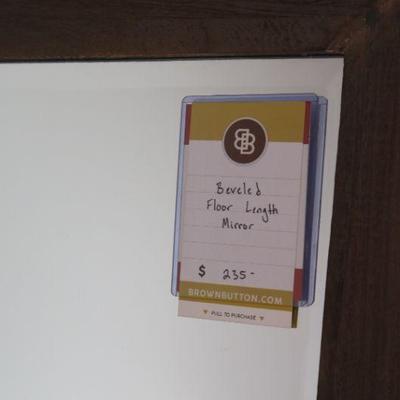 BB
Beveled
Floor Length
Mirror
$ 235-
BROWNBUTTON.COM
▼ PULL TO PURCHASE ▼